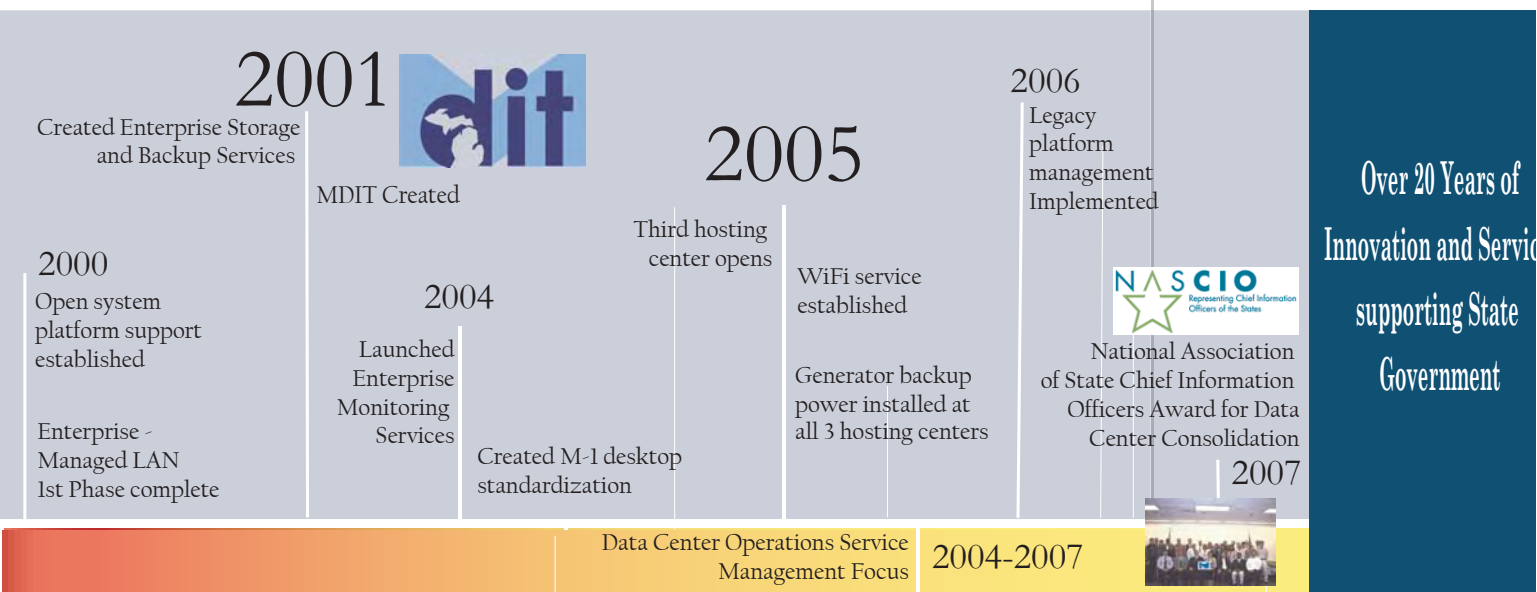 2001
Created Enterprise Storage
and Backup Services
dit
MDIT Created
2000
Open system
platform support
established
Enterprise -
Managed LAN
1st Phase complete
2004
Launched
Enterprise
Monitoring
Services
Created M-1 desktop
standardization
2005
Third hosting
center opens
WiFi service
established
Generator backup
power installed at
all 3 hosting centers
2006
Legacy
platform
management
Implemented
NASCIO
Representing Chief Information
Officers of the States
National Association
of State Chief Information
Officers Award for Data
Center Consolidation
2007
Data Center Operations Service
Management Focus
2004-2007
Over 20 Years of
Innovation and Servic
supporting State
Government